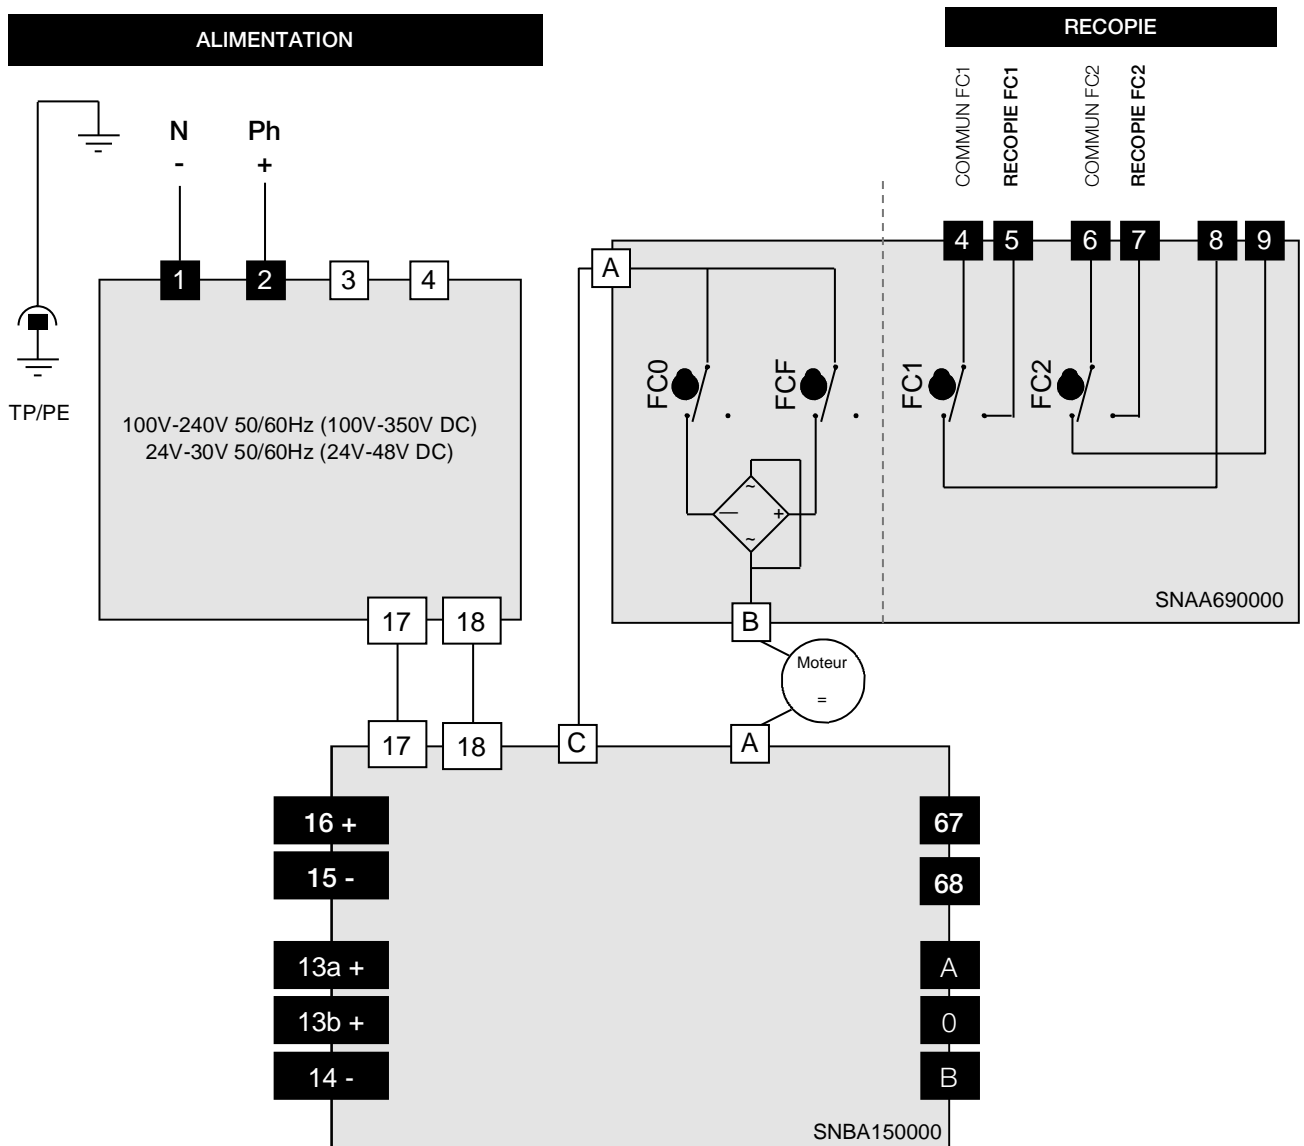 ALIMENTATION
RECOPIE
COMMUN FC1
RECOPIE FC1
COMMUN FC2
RECOPIE FC2
N
Ph
-
+
1
2
3
4
A
4
5
6
7
8
9
TP/PE
100V-240V 50/60Hz (100V-350V DC)
24V-30V 50/60Hz (24V-48V DC)
FC0
FCF
FC1
FC2
~
—
+
~
SNAA690000
17
18
B
Moteur
=
17
18
C
A
16 +
15 -
13a +
13b +
14 -
67
68
A
0
B
SNBA150000